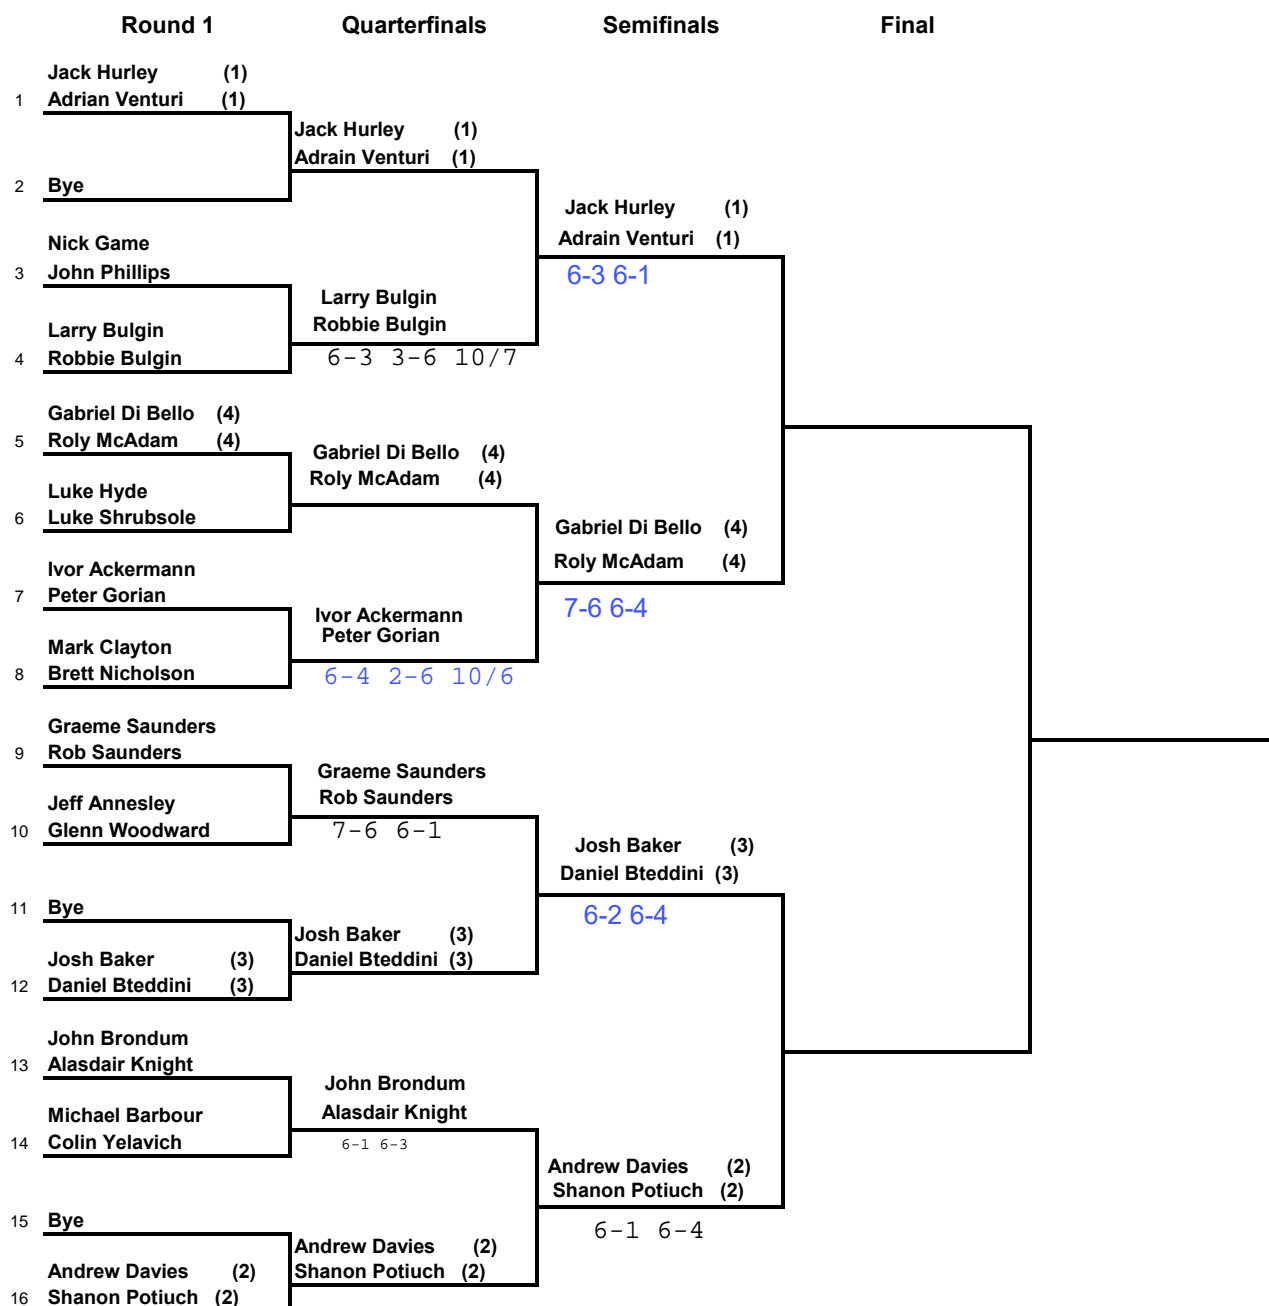 Round 1 Quarterfinals Semifinals Final
Jack Hurley (1)
1 Adrian Venturi (1)
Jack Hurley (1)
Adrain Venturi (1)
2 Bye
Jack Hurley (1)
Adrain Venturi (1)
6-3 6-1
Nick Game
3 John Phillips
Larry Bulgin
Robbie Bulgin
6-3 3-6 10/7
Larry Bulgin
4 Robbie Bulgin
Gabriel Di Bello (4)
5 Roly McAdam (4)
Gabriel Di Bello (4)
Roly McAdam (4)
Luke Hyde
6 Luke Shrubsole
Gabriel Di Bello (4)
Roly McAdam (4)
7-6 6-4
Ivor Ackermann
7 Peter Gorian
Ivor Ackermann
Peter Gorian
6-4 2-6 10/6
Mark Clayton
8 Brett Nicholson
Graeme Saunders
9 Rob Saunders
Graeme Saunders
Rob Saunders
7-6 6-1
Jeff Annesley
10 Glenn Woodward
Josh Baker (3)
Daniel Bteddini (3)
6-2 6-4
11 Bye
Josh Baker (3)
Daniel Bteddini (3)
Josh Baker (3)
12 Daniel Bteddini (3)
John Brondum
13 Alasdair Knight
John Brondum
Alasdair Knight
6-1 6-3
Michael Barbour
14 Colin Yelavich
Andrew Davies (2)
Shanon Potiuch (2)
6-1 6-4
15 Bye
Andrew Davies (2)
Shanon Potiuch (2)
Andrew Davies (2)
16 Shanon Potiuch (2)